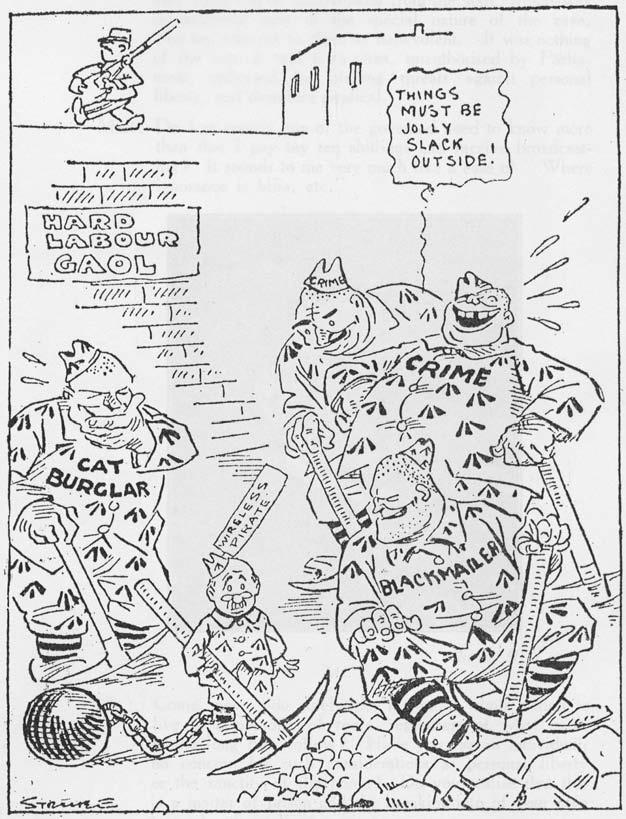 THINGS
MUST BE
JOLLY
SLACK
OUTSIDE.
HARD
LABOUR
GAOL
CRIME
CRIME
CAT
BURGLAR
WIRELESS
PIRATE
BLACKMAILER
STRUBE